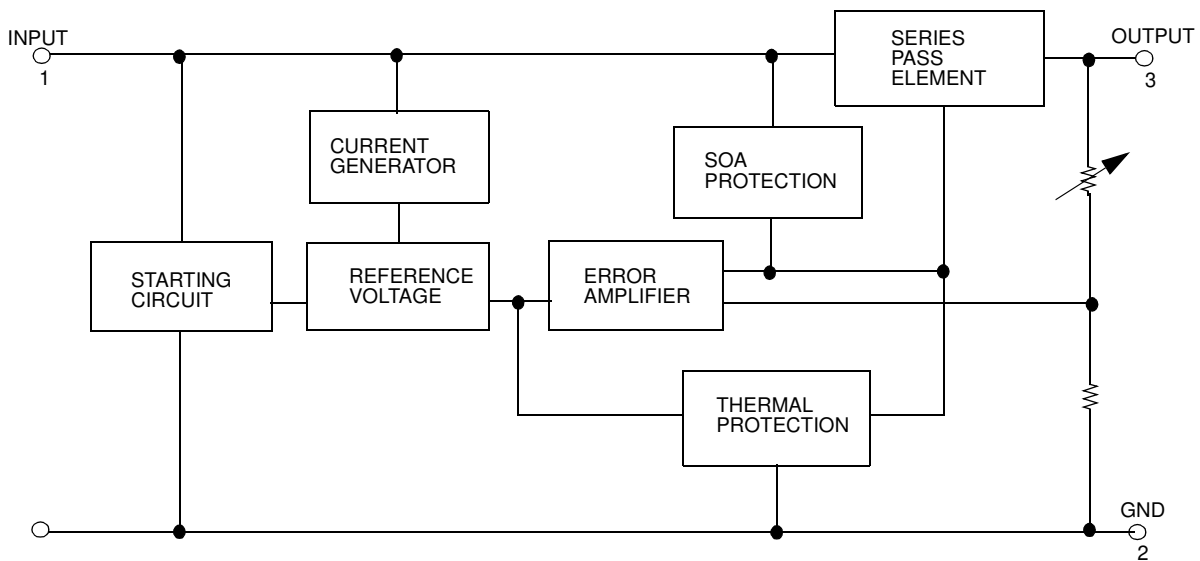 INPUT
1
SERIES
PASS
ELEMENT
OUTPUT
3
CURRENT
GENERATOR
SOA
PROTECTION
STARTING
CIRCUIT
REFERENCE
VOLTAGE
ERROR
AMPLIFIER
THERMAL
PROTECTION
GND
2